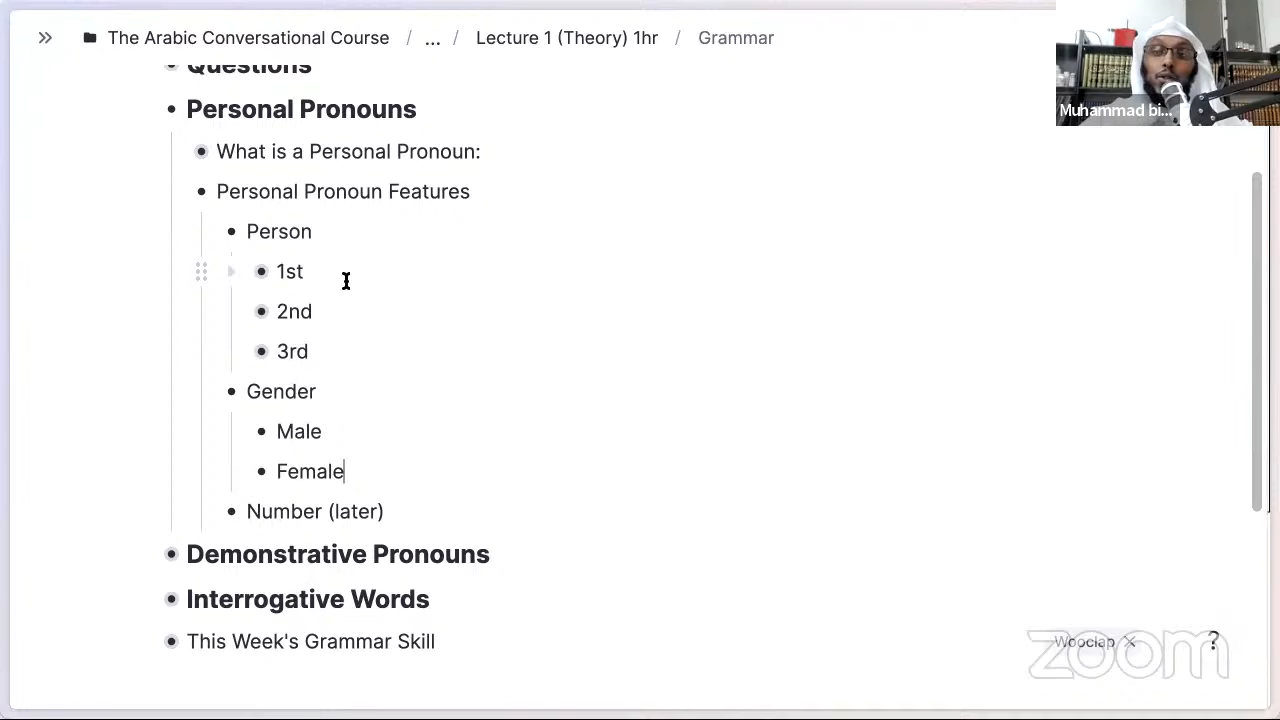 The Arabic Conversational Course / ... / Lecture 1 (Theory) 1hr / Grammar
Questions
Personal Pronouns
What is a Personal Pronoun:
Personal Pronoun Features
Person
1st
2nd
3rd
Gender
Male
Female
Number (later)
Demonstrative Pronouns
Interrogative Words
This Week's Grammar Skill
Muhammad bi...
Wooclap ?
zoom